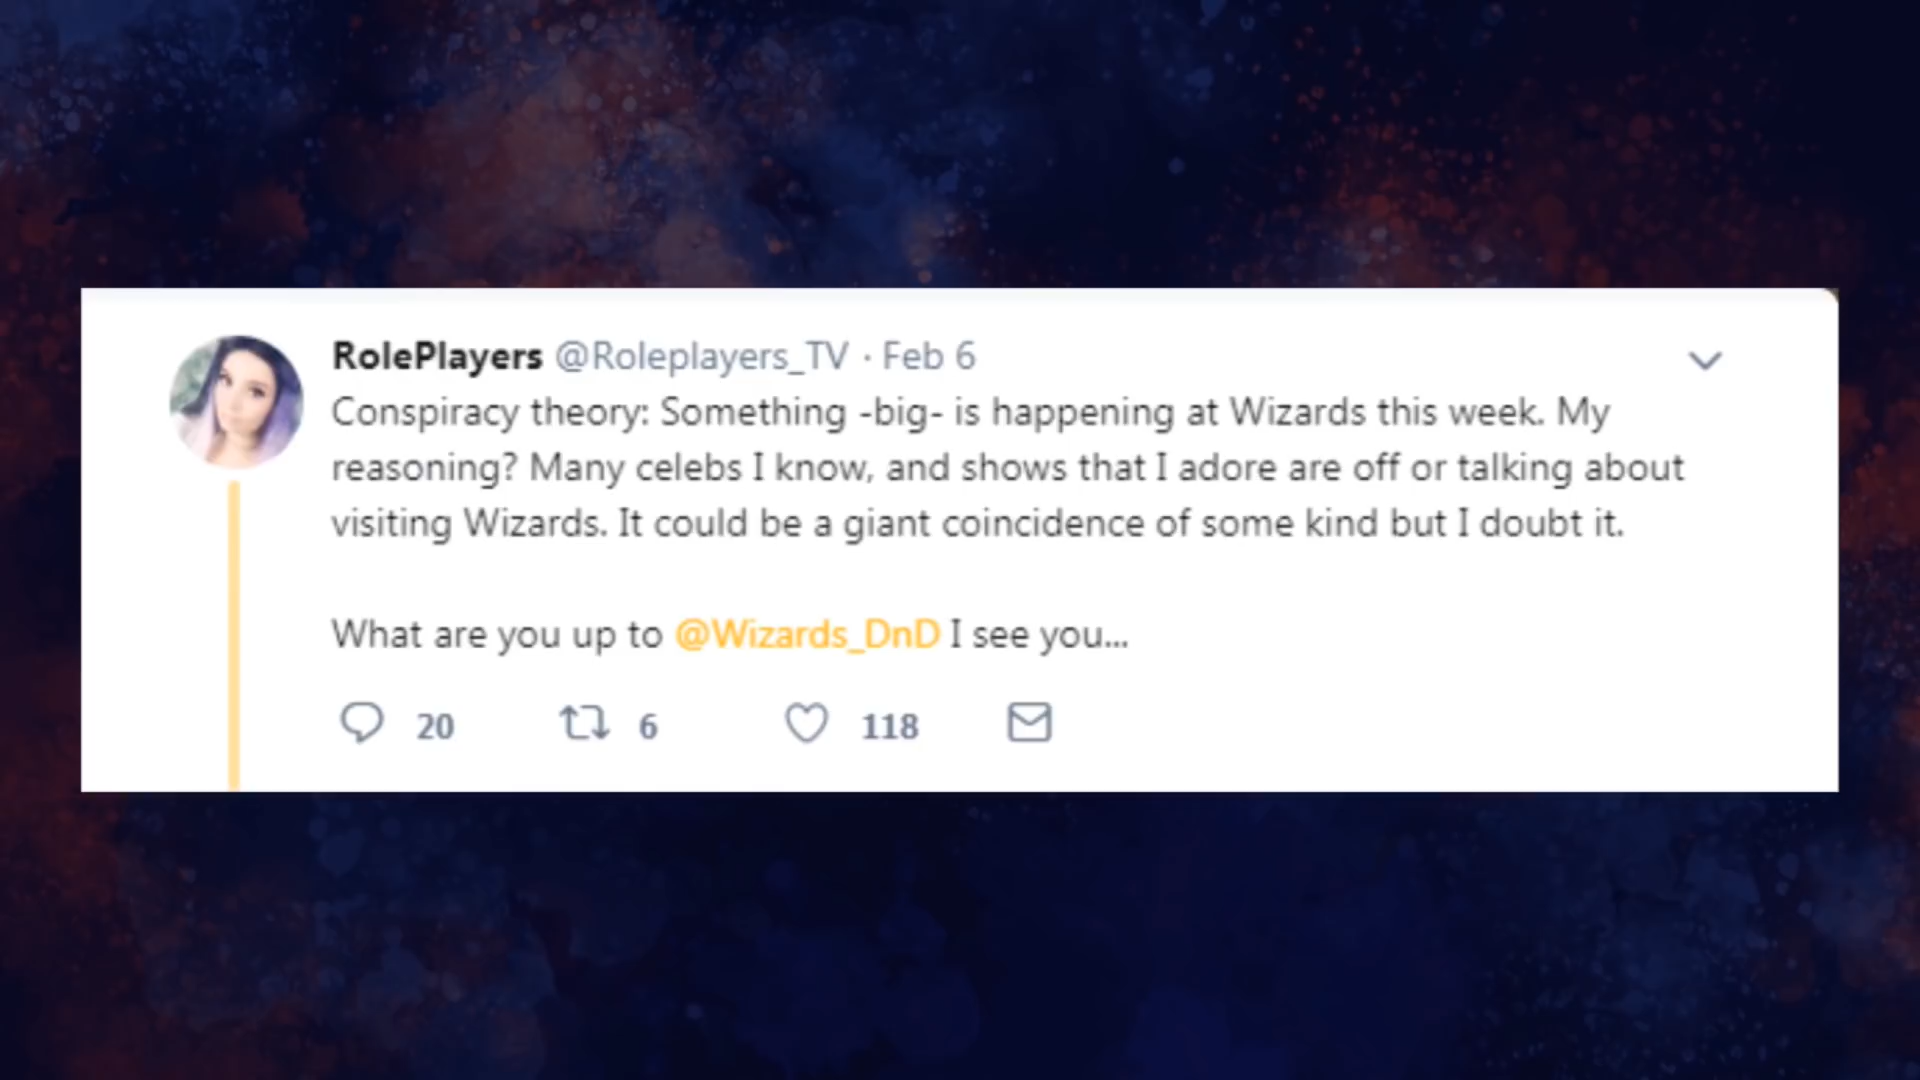 RolePlayers @Roleplayers_TV · Feb 6
Conspiracy theory: Something -big- is happening at Wizards this week. My
reasoning? Many celebs I know, and shows that I adore are off or talking about
visiting Wizards. It could be a giant coincidence of some kind but I doubt it.
What are you up to @Wizards_DnD I see you...
20 6 118